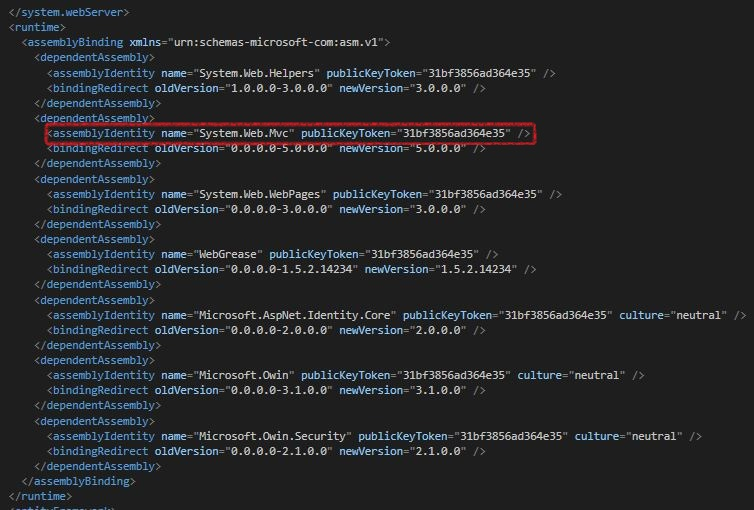 </system.webServer>
<runtime>
<assemblyBinding xmlns="urn:schemas-microsoft-com:asm.v1">
<dependentAssembly>
<assemblyIdentity name="System.Web.Helpers" publicKeyToken="31bf3856ad364e35" />
<bindingRedirect oldVersion="1.0.0.0-3.0.0.0" newVersion="3.0.0.0" />
</dependentAssembly>
<dependentAssembly>
<assemblyIdentity name="System.Web.Mvc" publicKeyToken="31bf3856ad364e35" />
<bindingRedirect oldVersion="0.0.0.0-5.0.0.0" newVersion="5.0.0.0" />
</dependentAssembly>
<dependentAssembly>
<assemblyIdentity name="System.Web.WebPages" publicKeyToken="31bf3856ad364e35" />
<bindingRedirect oldVersion="0.0.0.0-3.0.0.0" newVersion="3.0.0.0" />
</dependentAssembly>
<dependentAssembly>
<assemblyIdentity name="WebGrease" publicKeyToken="31bf3856ad364e35" />
<bindingRedirect oldVersion="0.0.0.0-1.5.2.14234" newVersion="1.5.2.14234" />
</dependentAssembly>
<dependentAssembly>
<assemblyIdentity name="Microsoft.AspNet.Identity.Core" publicKeyToken="31bf3856ad364e35" culture="neutral" />
<bindingRedirect oldVersion="0.0.0.0-2.0.0.0" newVersion="2.0.0.0" />
</dependentAssembly>
<dependentAssembly>
<assemblyIdentity name="Microsoft.Owin" publicKeyToken="31bf3856ad364e35" culture="neutral" />
<bindingRedirect oldVersion="0.0.0.0-3.1.0.0" newVersion="3.1.0.0" />
</dependentAssembly>
<dependentAssembly>
<assemblyIdentity name="Microsoft.Owin.Security" publicKeyToken="31bf3856ad364e35" culture="neutral" />
<bindingRedirect oldVersion="0.0.0.0-2.1.0.0" newVersion="2.1.0.0" />
</dependentAssembly>
</assemblyBinding>
</runtime>